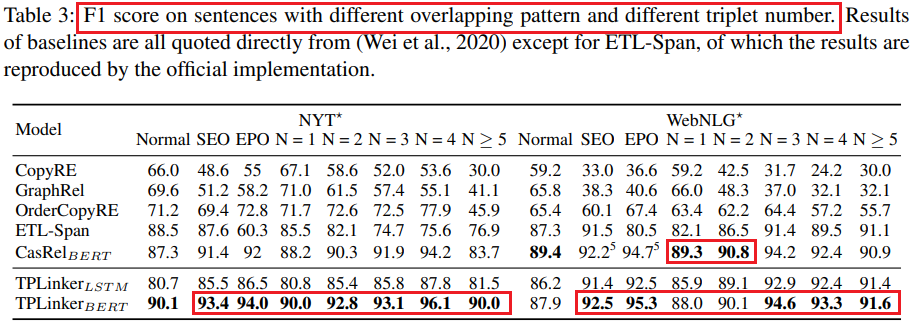 Table 3: F1 score on sentences with different overlapping pattern and different triplet number. Results
of baselines are all quoted directly from (Wei et al., 2020) except for ETL-Span, of which the results are
reproduced by the official implementation.
Model NYT* WebNLG*
Normal SEO EPO N = 1 N = 2 N = 3 N = 4 N ≥ 5 Normal SEO EPO N = 1 N = 2 N = 3 N = 4 N ≥ 5
CopyRE 66.0 48.6 55 67.1 58.6 52.0 53.6 30.0 59.2 33.0 36.6 59.2 42.5 31.7 24.2 30.0
GraphRel 69.6 51.2 58.2 71.0 61.5 57.4 55.1 41.1 65.8 38.3 40.6 66.0 48.3 37.0 32.1 32.1
OrderCopyRE 71.2 69.4 72.8 71.7 72.6 72.5 77.9 45.9 65.4 60.1 67.4 63.4 62.2 64.4 57.2 55.7
ETL-Span 88.5 87.6 60.3 85.5 82.1 74.7 75.6 76.9 87.3 91.5 80.5 82.1 86.5 91.4 89.5 91.1
CasRel_BERT 87.3 91.4 92 88.2 90.3 91.9 94.2 83.7 89.4 92.2⁵ 94.7⁵ 89.3 90.8 94.2 92.4 90.9
TPLinker_LSTM 80.7 85.5 86.5 80.8 85.4 85.8 87.8 81.5 86.2 91.4 92.5 85.9 89.1 92.9 92.4 91.4
TPLinker_BERT 90.1 93.4 94.0 90.0 92.8 93.1 96.1 90.0 87.9 92.5 95.3 88.0 90.1 94.6 93.3 91.6